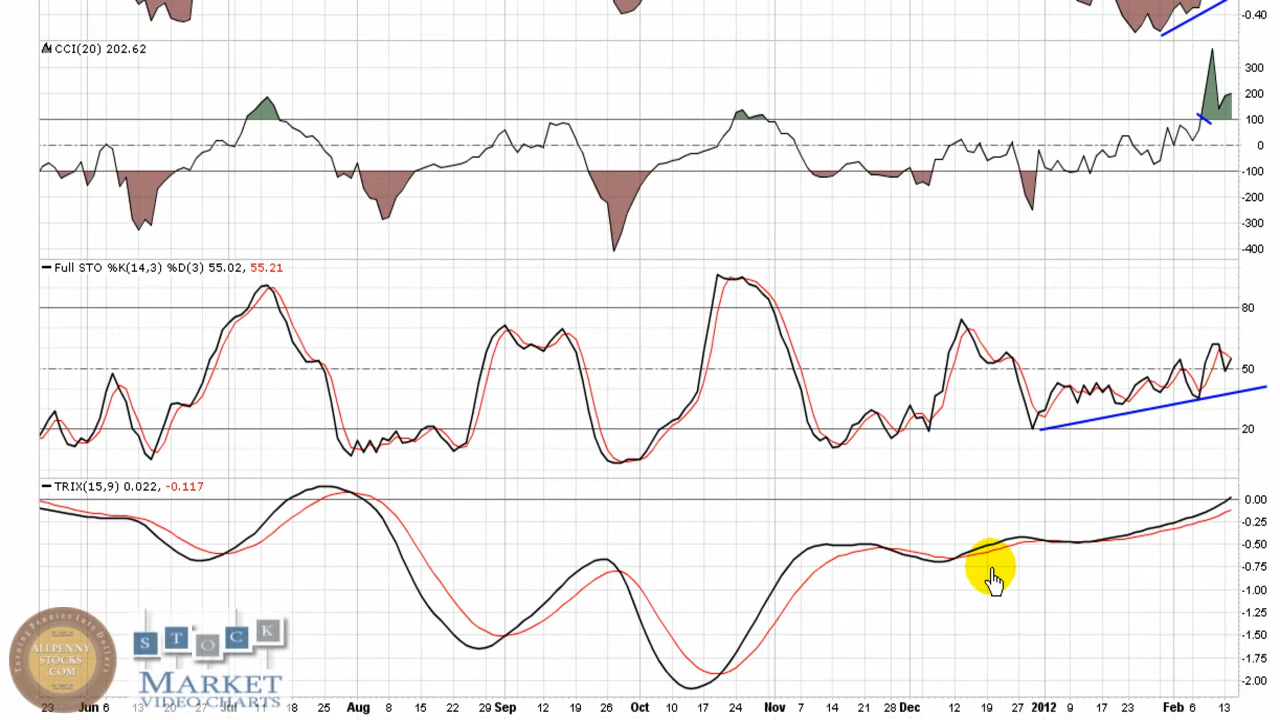 -0.40
CCI(20) 202.62
300
200
100
0
-100
-200
-300
-400
Full STO %K(14,3) %D(3) 55.02, 55.21
80
50
20
TRIX(15,9) 0.022, -0.117
0.00
-0.25
-0.50
-0.75
-1.00
-1.25
-1.50
-1.75
-2.00
Turning Pennies Into Dollars
ALLPENNY
STOCKS
.COM
STOCK
MARKET
VIDEO CHARTS
23 Jun 6 13 20 27 Jul 11 18 25 Aug 8 15 22 29 Sep 12 19 26 Oct 10 17 24 Nov 7 14 21 28 Dec 12 19 27 2012 9 17 23 Feb 6 13